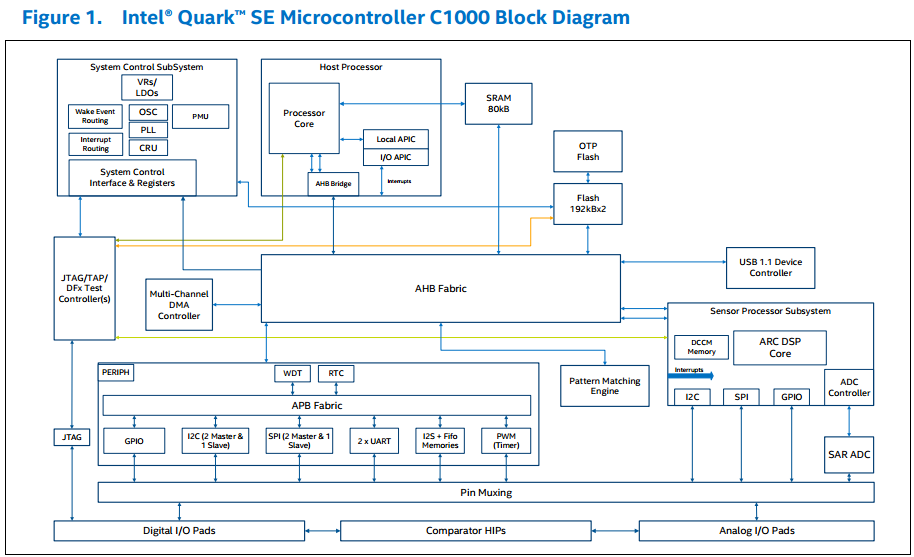 Figure 1. Intel® Quark™ SE Microcontroller C1000 Block Diagram
System Control SubSystem
VRs/
LDOs
Wake Event
Routing
OSC
PMU
PLL
Interrupt
Routing
CRU
System Control
Interface & Registers
Host Processor
Processor
Core
Local APIC
I/O APIC
AHB Bridge
Interrupts
SRAM
80kB
OTP
Flash
Flash
192kBx2
JTAG/TAP/
DFx Test
Controller(s)
Multi-Channel
DMA
Controller
AHB Fabric
USB 1.1 Device
Controller
Sensor Processor Subsystem
DCCM
Memory
ARC DSP
Core
Interrupts
I2C
SPI
GPIO
ADC
Controller
Pattern Matching
Engine
PERIPH
WDT
RTC
APB Fabric
GPIO
I2C (2 Master &
1 Slave)
SPI (2 Master & 1
Slave)
2 x UART
I2S + Fifo
Memories
PWM
(Timer)
JTAG
SAR ADC
Pin Muxing
Digital I/O Pads
Comparator HIPs
Analog I/O Pads